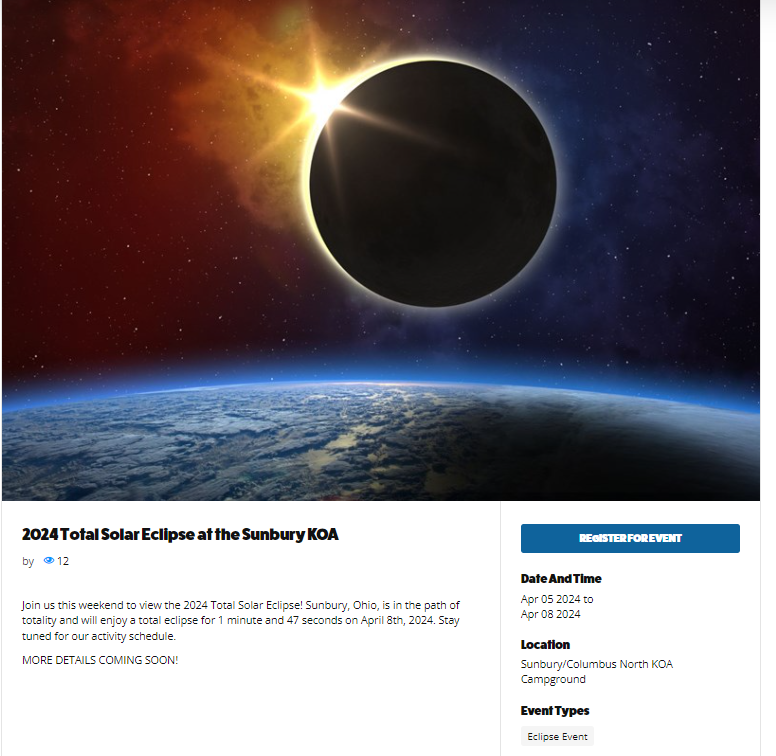 2024 Total Solar Eclipse at the Sunbury KOA
by 12
Join us this weekend to view the 2024 Total Solar Eclipse! Sunbury, Ohio, is in the path of
totality and will enjoy a total eclipse for 1 minute and 47 seconds on April 8th, 2024. Stay
tuned for our activity schedule.
MORE DETAILS COMING SOON!
REGISTER FOR EVENT
Date And Time
Apr 05 2024 to
Apr 08 2024
Location
Sunbury/Columbus North KOA
Campground
Event Types
Eclipse Event